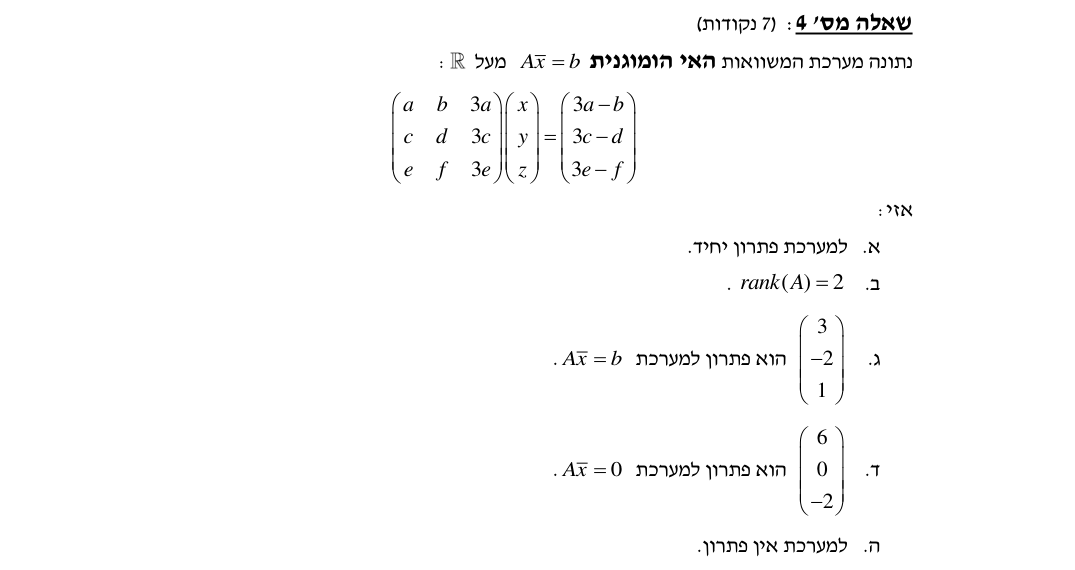 שאלה מס׳ 4 : (7 נקודות)
נתונה מערכת המשוואות האי הומוגנית Ax̅ = b מעל ℝ :
( a b 3a ) ( x ) ( 3a − b )
( c d 3c ) ( y ) = ( 3c − d )
( e f 3e ) ( z ) ( 3e − f )
אזי :
א. למערכת פתרון יחיד.
ב. rank(A) = 2 .
ג. ( 3 −2 1 ) הוא פתרון למערכת Ax̅ = b .
ד. ( 6 0 −2 ) הוא פתרון למערכת Ax̅ = 0 .
ה. למערכת אין פתרון.